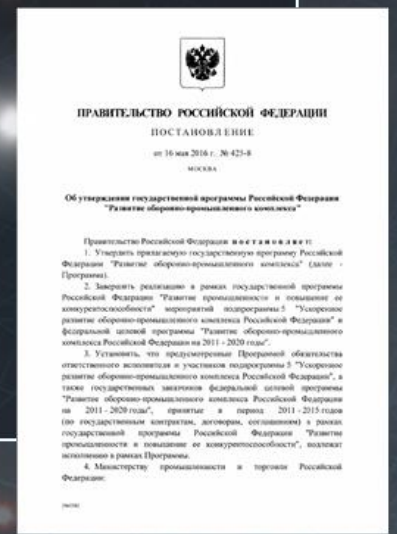 ПРАВИТЕЛЬСТВО РОССИЙСКОЙ ФЕДЕРАЦИИ
ПОСТАНОВЛЕНИЕ
от 16 мая 2016 г. № 425-8
МОСКВА
Об утверждении государственной программы Российской Федерации
"Развитие оборонно-промышленного комплекса"
Правительство Российской Федерации постановляет:
1. Утвердить прилагаемую государственную программу Российской
Федерации "Развитие оборонно-промышленного комплекса" (далее -
Программа).
2. Завершить реализацию в рамках государственной программы
Российской Федерации "Развитие промышленности и повышение ее
конкурентоспособности" мероприятий подпрограммы 5 "Ускоренное
развитие оборонно-промышленного комплекса Российской Федерации" и
федеральной целевой программы "Развитие оборонно-промышленного
комплекса Российской Федерации на 2011 - 2020 годы".
3. Установить, что предусмотренные Программой обязательства
ответственного исполнителя и участников подпрограммы 5 "Ускоренное
развитие оборонно-промышленного комплекса Российской Федерации", а
также государственных заказчиков федеральной целевой программы
"Развитие оборонно-промышленного комплекса Российской Федерации
на 2011 - 2020 годы", принятые в период 2011 - 2015 годов
(по государственным контрактам, договорам, соглашениям) в рамках
государственной программы Российской Федерации "Развитие
промышленности и повышение ее конкурентоспособности", подлежат
исполнению в рамках Программы.
4. Министерству промышленности и торговли Российской
Федерации: